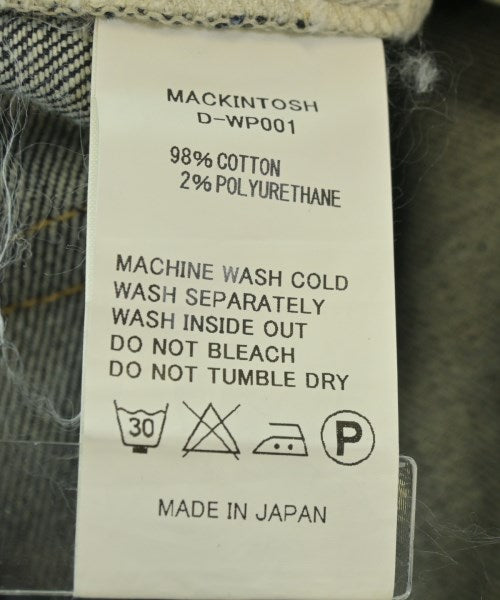 MACKINTOSH
D-WP001
98% COTTON
2% POLYURETHANE
MACHINE WASH COLD
WASH SEPARATELY
WASH INSIDE OUT
DO NOT BLEACH
DO NOT TUMBLE DRY
30 P
MADE IN JAPAN